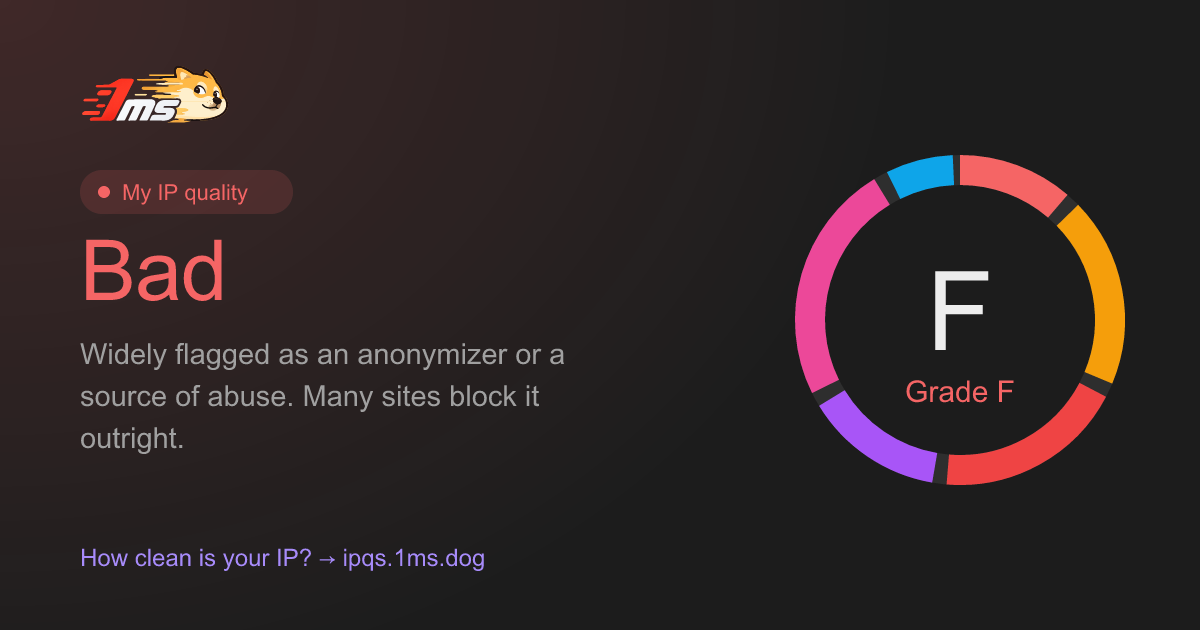 1ms
My IP quality
Bad
Widely flagged as an anonymizer or a
source of abuse. Many sites block it
outright.
How clean is your IP? → ipqs.1ms.dog
F
Grade F